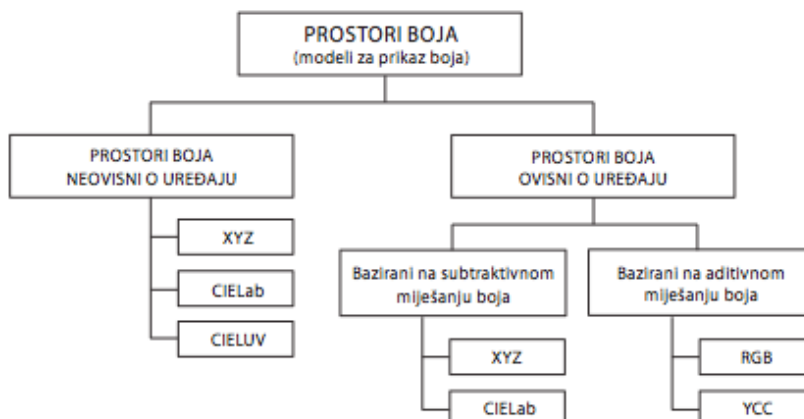 PROSTORI BOJA
(modeli za prikaz boja)
PROSTORI BOJA
NEOVISNI O UREĐAJU
XYZ
CIELab
CIELUV
PROSTORI BOJA
OVISNI O UREĐAJU
Bazirani na subtraktivnom
miješanju boja
XYZ
CIELab
Bazirani na aditivnom
miješanju boja
RGB
YCC